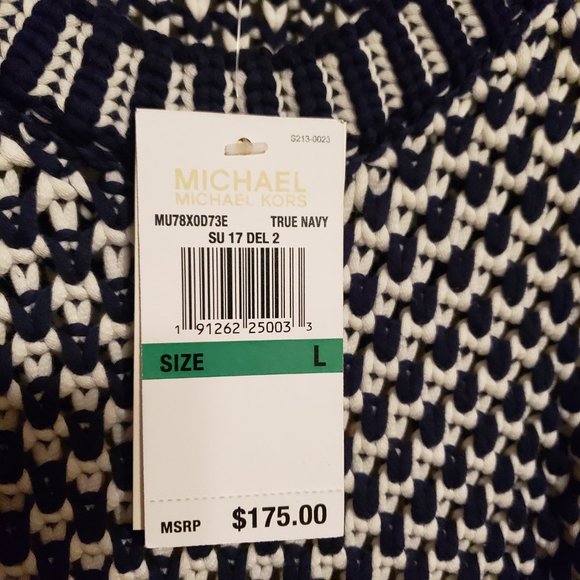 S213-0023
MICHAEL
MICHAEL KORS
MU78X0D73E TRUE NAVY
SU 17 DEL 2
1 91262 25003 3
SIZE L
MSRP $175.00